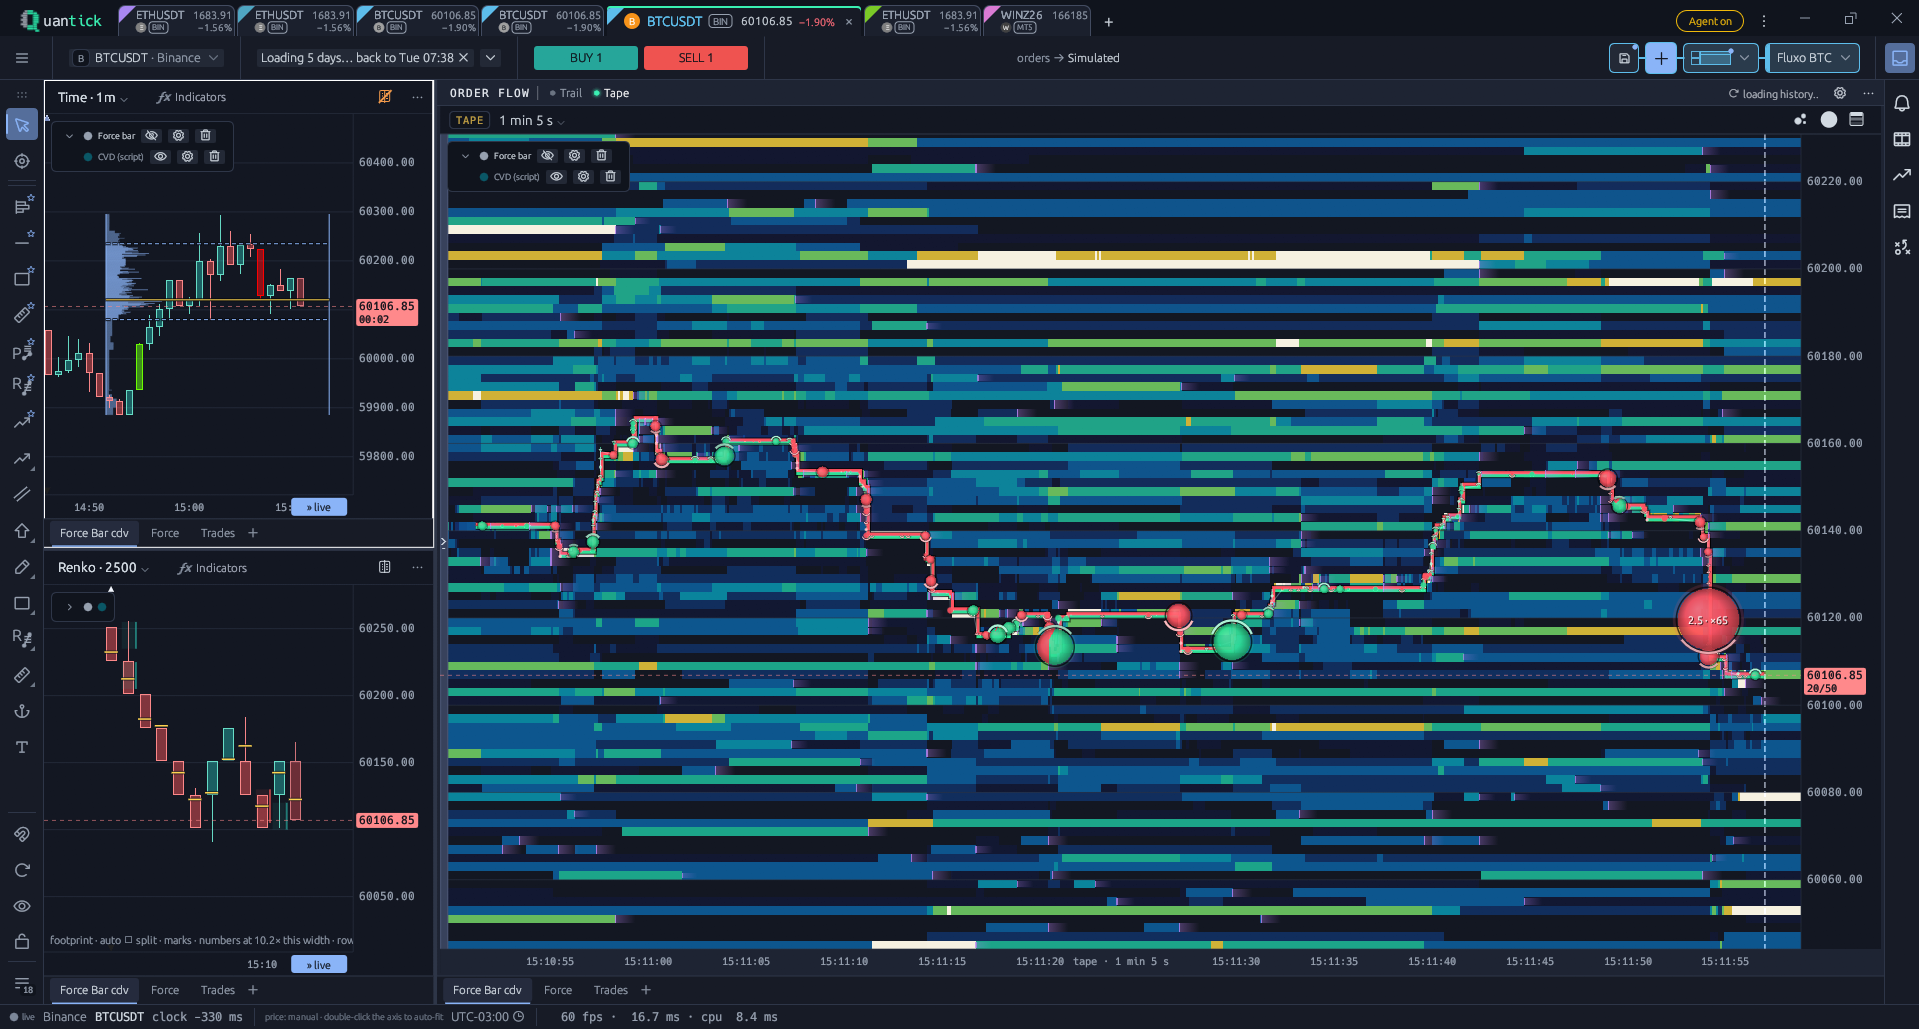 Quantick
ETHUSDT 1683.91
BIN −1.56%
ETHUSDT 1683.91
BIN −1.56%
BTCUSDT 60106.85
B BIN −1.90%
BTCUSDT 60106.85
B BIN −1.90%
BTCUSDT BIN 60106.85 −1.90% ×
ETHUSDT 1683.91
BIN −1.56%
WINZ26 166185
W MT5
+
Agent on
B BTCUSDT · Binance
Loading 5 days... back to Tue 07:38 ×
BUY 1
SELL 1
orders → Simulated
Fluxo BTC
Time · 1m
fx Indicators
Force bar
CVD (script)
60400.00
60300.00
60200.00
60106.85
00:02
60000.00
59900.00
59800.00
14:50
15:00
15:
» live
Force Bar cdv
Force
Trades
+
Renko · 2500
fx Indicators
60250.00
60200.00
60150.00
60106.85
60050.00
footprint · auto □ split · marks · numbers at 10.2× this width · row
15:10
» live
Force Bar cdv
Force
Trades
+
ORDER FLOW
Trail
Tape
loading history..
TAPE
1 min 5 s
Force bar
CVD (script)
60220.00
60200.00
60180.00
60160.00
60140.00
60120.00
2.5 · ×65
60106.85
20/50
60100.00
60080.00
60060.00
15:10:55
15:11:00
15:11:05
15:11:10
15:11:15
15:11:20
tape · 1 min 5 s
15:11:30
15:11:35
15:11:40
15:11:45
15:11:50
15:11:55
Force Bar cdv
Force
Trades
+
P
R
R
T
18
live Binance BTCUSDT clock −330 ms
price: manual · double-click the axis to auto-fit
UTC-03:00
60 fps · 16.7 ms · cpu 8.4 ms